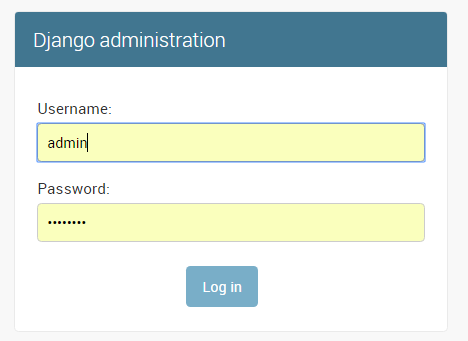 Django administration
Username:
admin
Password:
••••••••
Log in